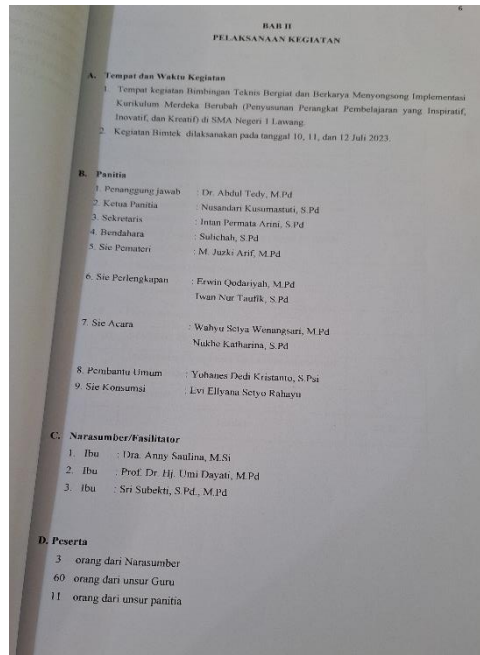 6
BAB II
PELAKSANAAN KEGIATAN
A. Tempat dan Waktu Kegiatan
1. Tempat kegiatan Bimbingan Teknis Bergiat dan Berkarya Menyongsong Implementasi
Kurikulum Merdeka Berubah (Penyusunan Perangkat Pembelajaran yang Inspiratif,
Inovatif, dan Kreatif) di SMA Negeri 1 Lawang.
2. Kegiatan Bimtek dilaksanakan pada tanggal 10, 11, dan 12 Juli 2023.
B. Panitia
1. Penanggung jawab : Dr. Abdul Tedy, M.Pd
2. Ketua Panitia : Nusandari Kusumastuti, S.Pd
3. Sekretaris : Intan Permata Arini, S.Pd
4. Bendahara : Sulichah, S.Pd
5. Sie Pemateri : M. Juzki Arif, M.Pd
6. Sie Perlengkapan : Erwin Qodariyah, M.Pd
Iwan Nur Taufik, S.Pd
7. Sie Acara : Wahyu Setya Wenangsari, M.Pd
Nukhe Katharina, S.Pd
8. Pembantu Umum : Yohanes Dedi Kristanto, S.Psi
9. Sie Konsumsi : Evi Ellyana Setyo Rahayu
C. Narasumber/Fasilitator
1. Ibu : Dra. Anny Saulina, M.Si
2. Ibu : Prof. Dr. Hj. Umi Dayati, M.Pd
3. Ibu : Sri Subekti, S.Pd., M.Pd
D. Peserta
3 orang dari Narasumber
60 orang dari unsur Guru
11 orang dari unsur panitia